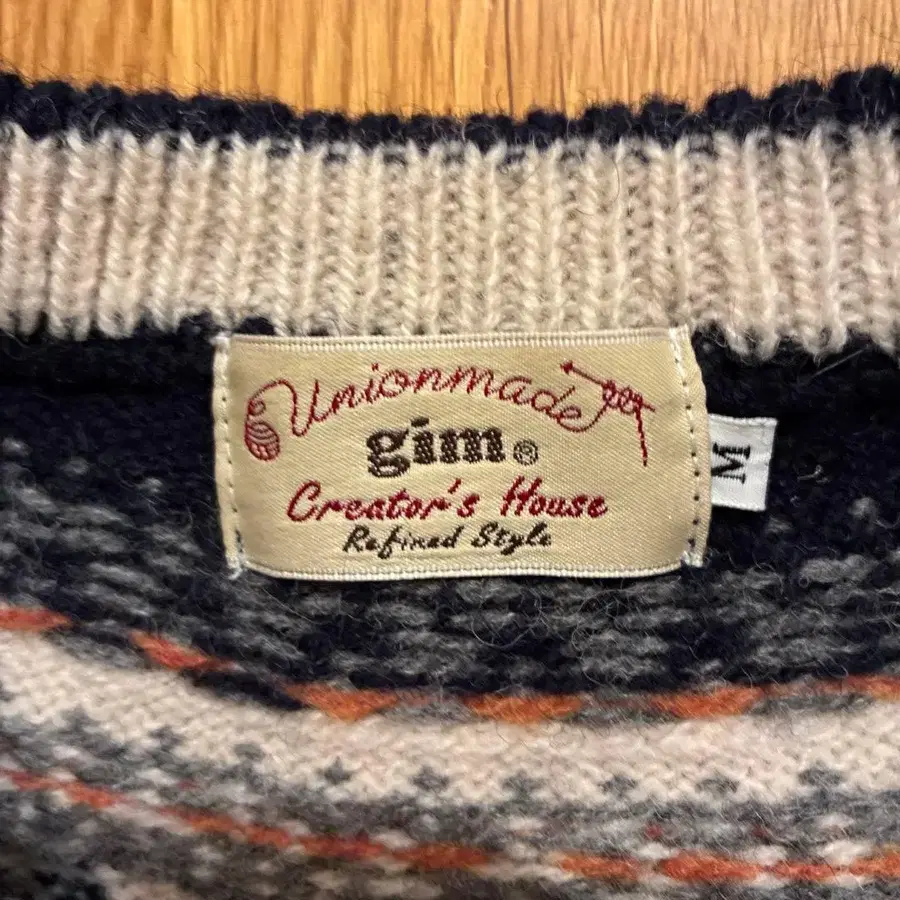 Unionmade
gim®
Creator's House
Refined Style
M